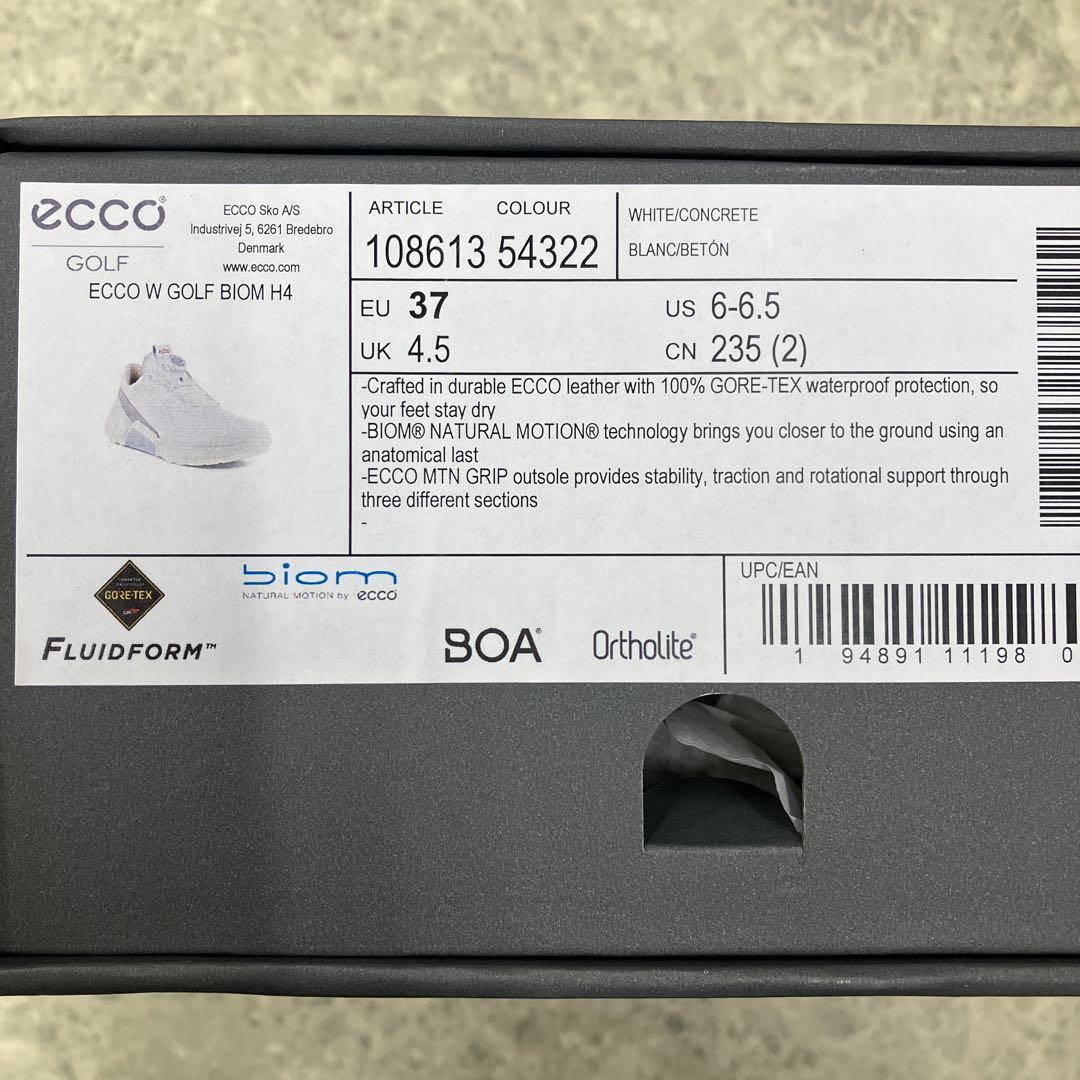 ecco®
GOLF
ECCO Sko A/S
Industrivej 5, 6261 Bredebro
Denmark
www.ecco.com
ECCO W GOLF BIOM H4
ARTICLE COLOUR
108613 54322
WHITE/CONCRETE
BLANC/BETÓN
EU 37
US 6-6.5
UK 4.5
CN 235 (2)
-Crafted in durable ECCO leather with 100% GORE-TEX waterproof protection, so
your feet stay dry
-BIOM® NATURAL MOTION® technology brings you closer to the ground using an
anatomical last
-ECCO MTN GRIP outsole provides stability, traction and rotational support through
three different sections
-
GORE-TEX
FLUIDFORM™
biom
NATURAL MOTION by ecco
BOA®
Ortholite®
UPC/EAN
1 94891 11198 0